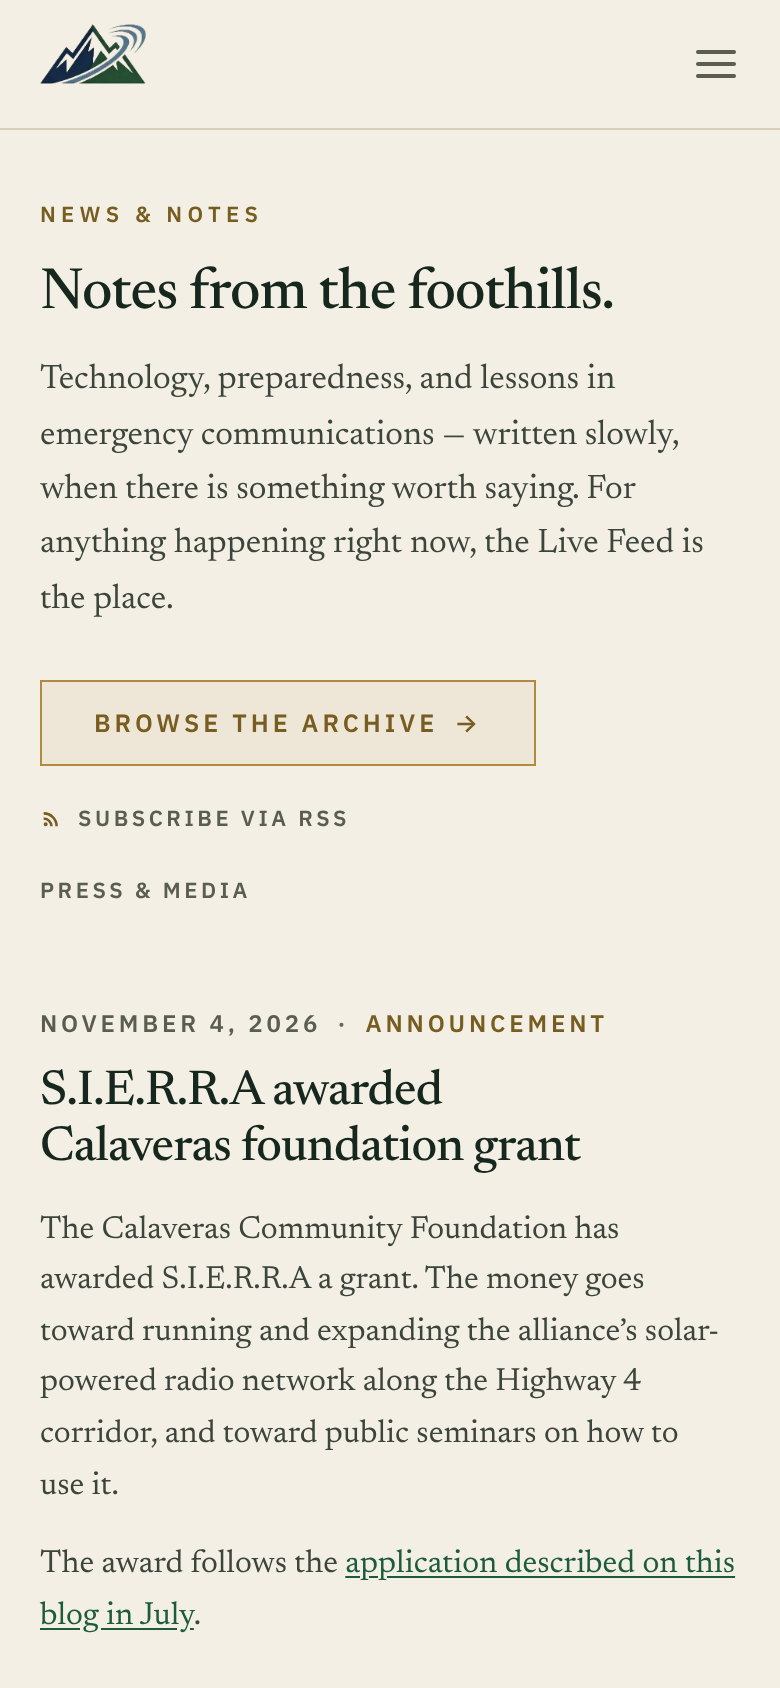 NEWS & NOTES
Notes from the foothills.
Technology, preparedness, and lessons in
emergency communications — written slowly,
when there is something worth saying. For
anything happening right now, the Live Feed is
the place.
BROWSE THE ARCHIVE →
SUBSCRIBE VIA RSS
PRESS & MEDIA
NOVEMBER 4, 2026 · ANNOUNCEMENT
S.I.E.R.R.A awarded
Calaveras foundation grant
The Calaveras Community Foundation has
awarded S.I.E.R.R.A a grant. The money goes
toward running and expanding the alliance’s solar-
powered radio network along the Highway 4
corridor, and toward public seminars on how to
use it.
The award follows the application described on this
blog in July.